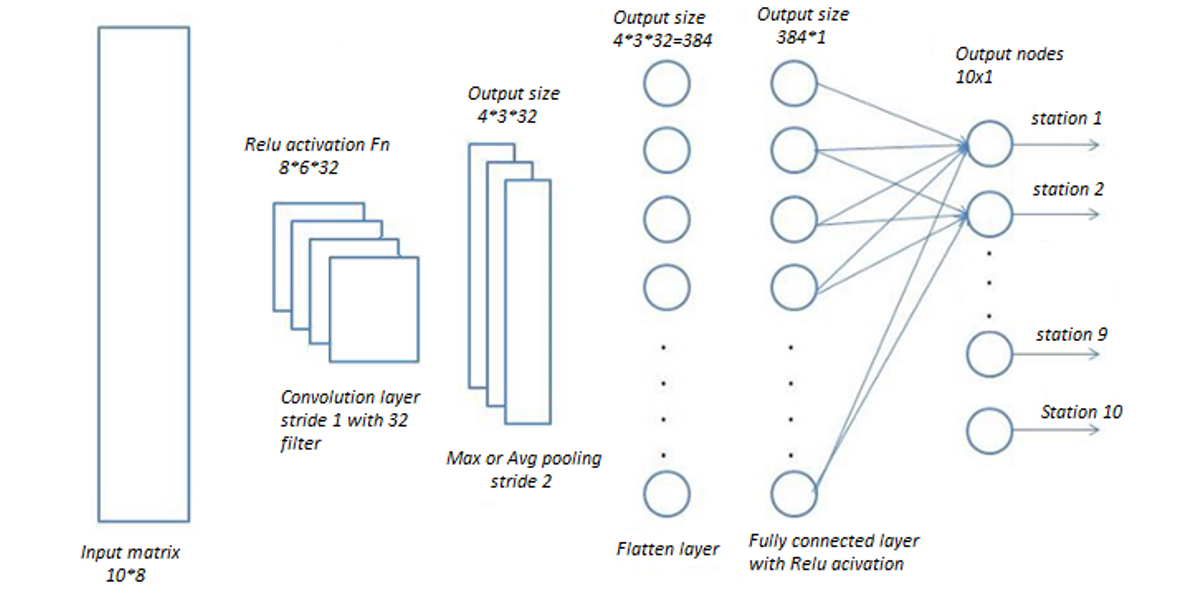 Input matrix
10*8
Relu activation Fn
8*6*32
Convolution layer
stride 1 with 32
filter
Output size
4*3*32
Max or Avg pooling
stride 2
Output size
4*3*32=384
Flatten layer
Output size
384*1
Fully connected layer
with Relu acivation
Output nodes
10x1
station 1
station 2
station 9
Station 10